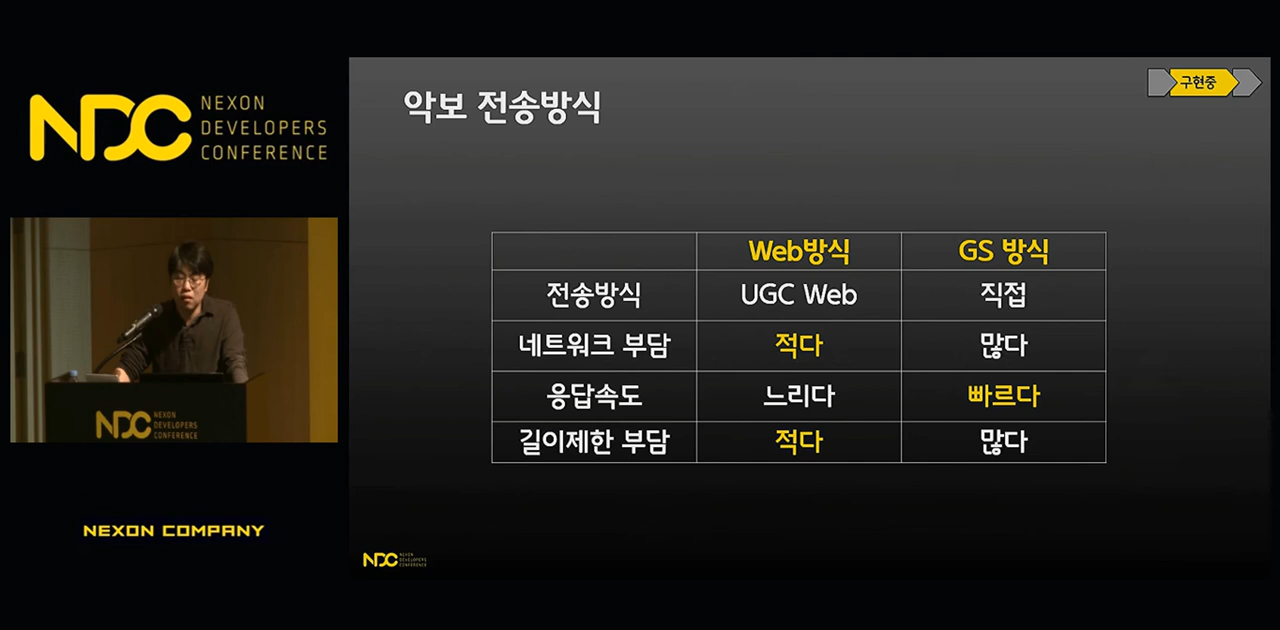 NDC
NEXON
DEVELOPERS
CONFERENCE
NDC
NEXON
DEVELOPERS
CONFERENCE
NEXON COMPANY
구현중
악보 전송방식
Web방식 GS 방식
전송방식 UGC Web 직접
네트워크 부담 적다 많다
응답속도 느리다 빠르다
길이제한 부담 적다 많다
NDC
NEXON
DEVELOPERS
CONFERENCE